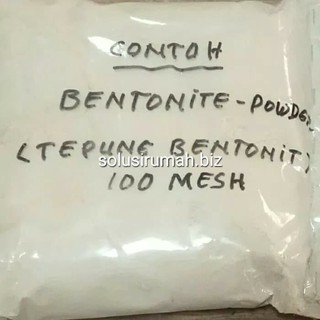 CONTOH
BENTONITE-POWDER
(TEPUNG BENTONIT)
solusirumah.biz
100 MESH